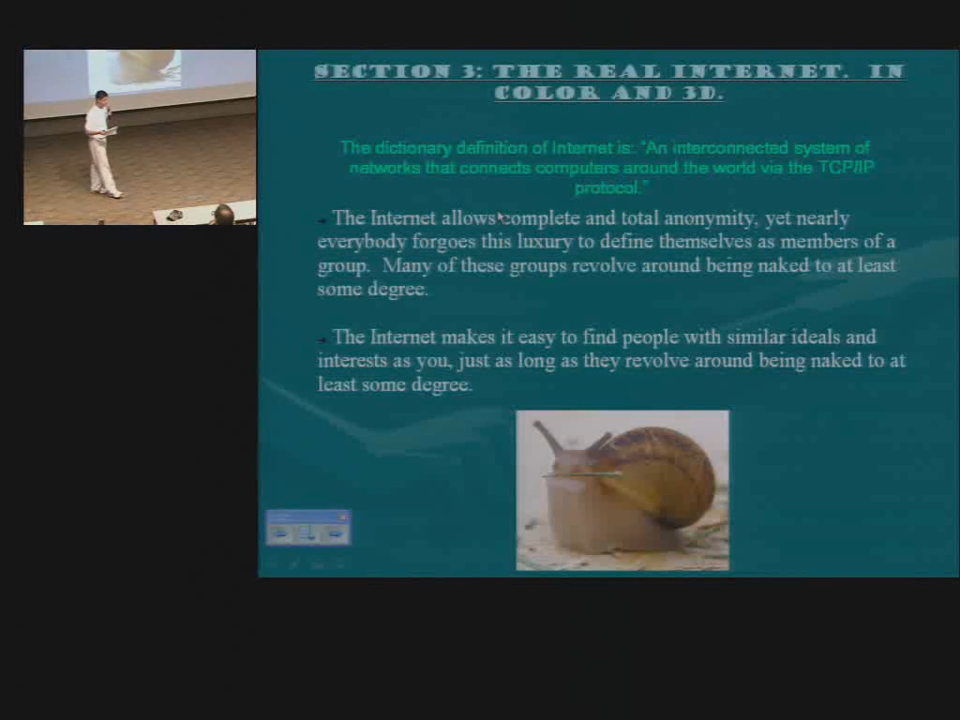 SECTION 3: THE REAL INTERNET. IN
COLOR AND 3D.
The dictionary definition of Internet is: "An interconnected system of
networks that connects computers around the world via the TCP/IP
protocol."
The Internet allows complete and total anonymity, yet nearly
everybody forgoes this luxury to define themselves as members of a
group. Many of these groups revolve around being naked to at least
some degree.
The Internet makes it easy to find people with similar ideals and
interests as you, just as long as they revolve around being naked to at
least some degree.